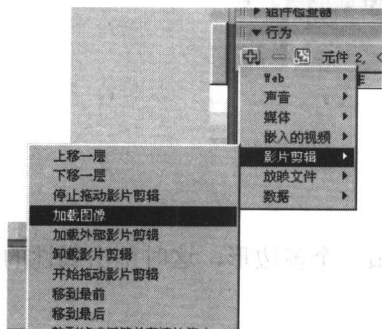 组件检查器
行为
元件 2, <
Web
声音
媒体
嵌入的视频
影片剪辑
放映文件
数据
上移一层
下移一层
停止拖动影片剪辑
加载图像
加载外部影片剪辑
卸载影片剪辑
开始拖动影片剪辑
移到最前
移到最后